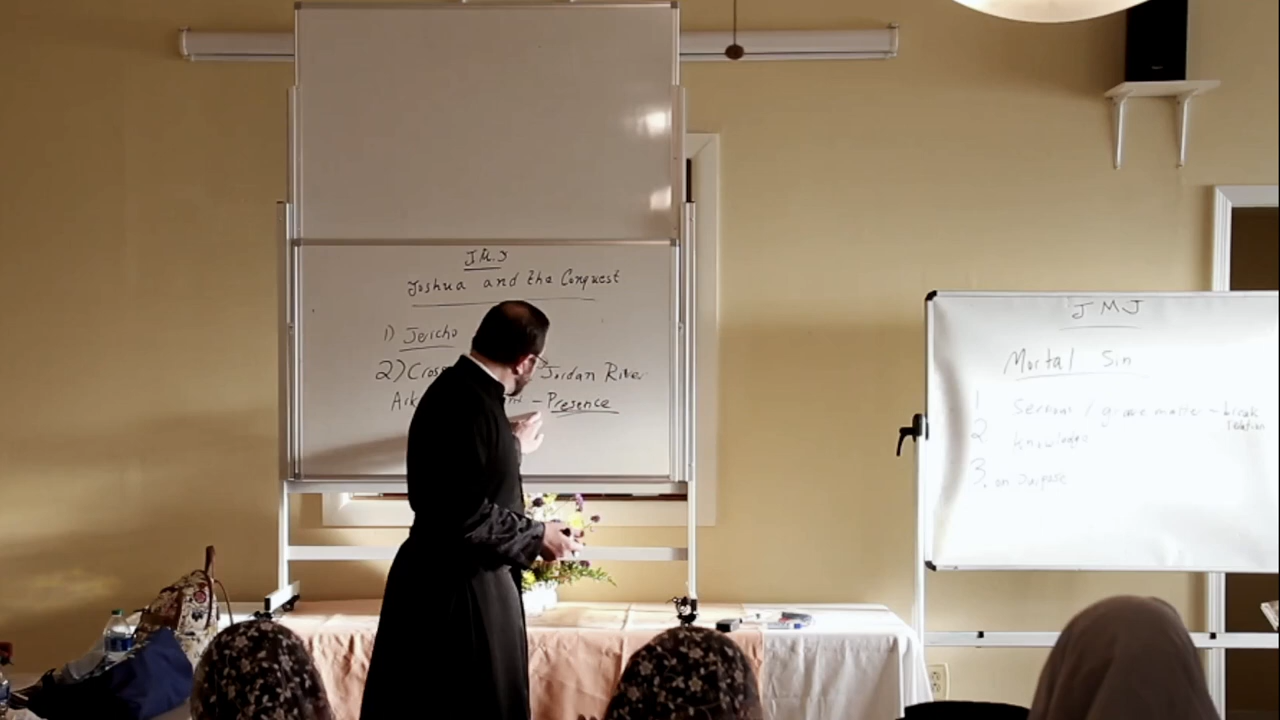 J.M.J
Joshua and the Conquest
1) Jericho
2) Cross Jordan River
Ark - Presence
JMJ
Mortal Sin
1 Serious / grave matter - break
relation
2 Knowledge
3. on purpose